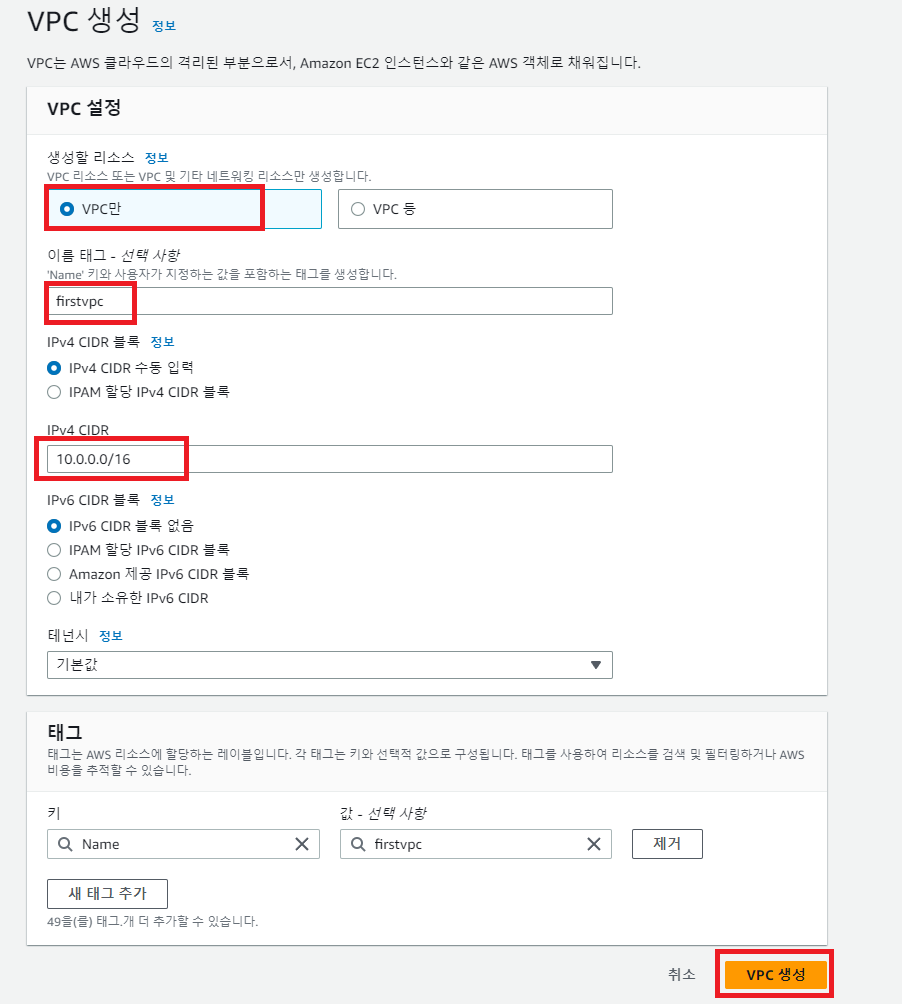 VPC 생성 정보
VPC는 AWS 클라우드의 격리된 부분으로서, Amazon EC2 인스턴스와 같은 AWS 객체로 채워집니다.
VPC 설정
생성할 리소스 정보
VPC 리소스 또는 VPC 및 기타 네트워킹 리소스만 생성합니다.
VPC만
VPC 등
이름 태그 - 선택 사항
'Name' 키와 사용자가 지정하는 값을 포함하는 태그를 생성합니다.
firstvpc
IPv4 CIDR 블록 정보
IPv4 CIDR 수동 입력
IPAM 할당 IPv4 CIDR 블록
IPv4 CIDR
10.0.0.0/16
IPv6 CIDR 블록 정보
IPv6 CIDR 블록 없음
IPAM 할당 IPv6 CIDR 블록
Amazon 제공 IPv6 CIDR 블록
내가 소유한 IPv6 CIDR
테넌시 정보
기본값
태그
태그는 AWS 리소스에 할당하는 레이블입니다. 각 태그는 키와 선택적 값으로 구성됩니다. 태그를 사용하여 리소스를 검색 및 필터링하거나 AWS
비용을 추적할 수 있습니다.
키
값 - 선택 사항
Name
firstvpc
제거
새 태그 추가
49을(를) 태그.개 더 추가할 수 있습니다.
취소
VPC 생성